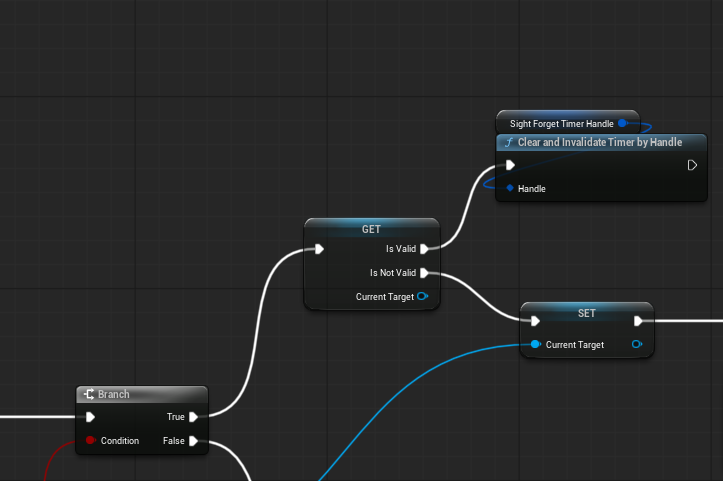 Sight Forget Timer Handle
f Clear and Invalidate Timer by Handle
Handle
GET
Is Valid
Is Not Valid
Current Target
SET
Current Target
Branch
True
Condition
False